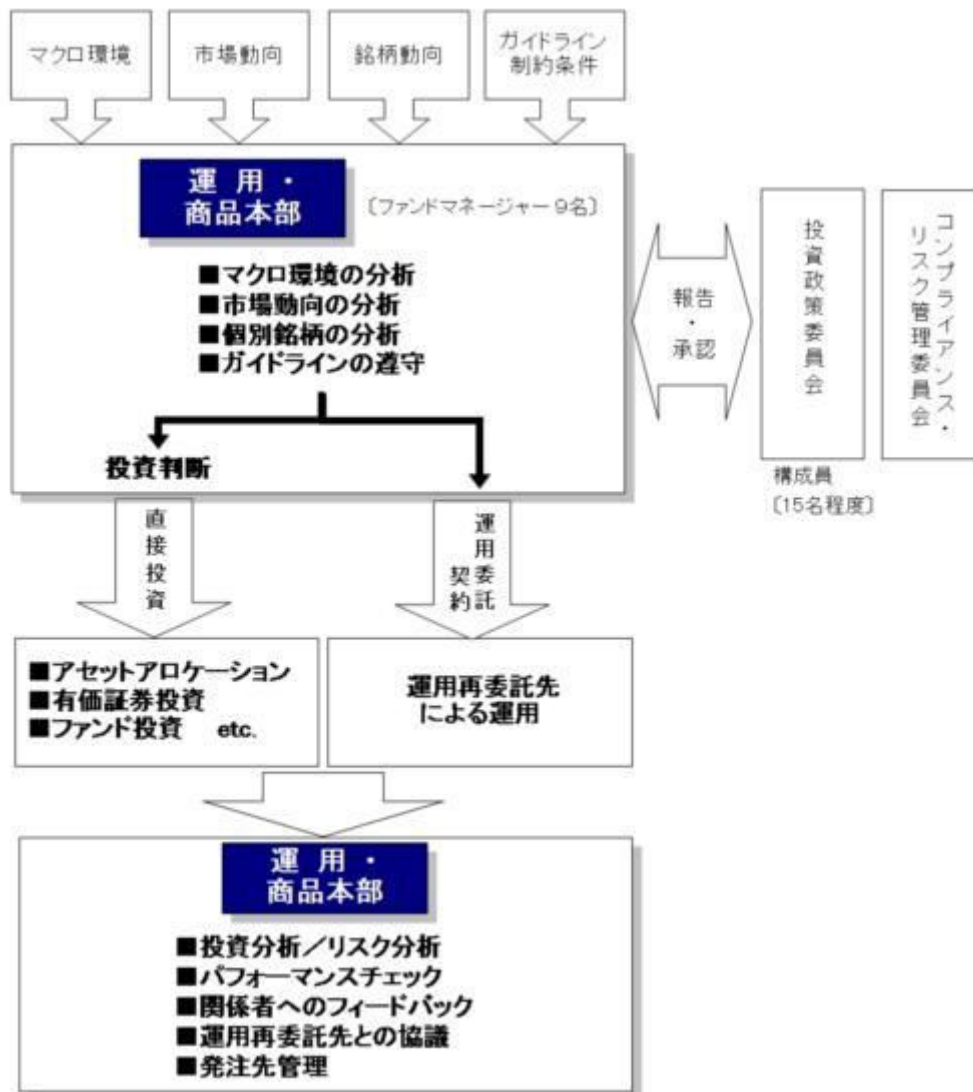 マクロ環境
市場動向
銘柄動向
ガイドライン
制約条件
運 用 ・
商品本部
〔ファンドマネージャー9名〕
■マクロ環境の分析
■市場動向の分析
■個別銘柄の分析
■ガイドラインの遵守
投資判断
報告
・
承認
投資政策委員会
コンプライアンス・
リスク管理委員会
構成員
〔15名程度〕
直接投資
運用委託
契約
■アセットアロケーション
■有価証券投資
■ファンド投資 etc.
運用再委託先
による運用
運 用 ・
商品本部
■投資分析／リスク分析
■パフォーマンスチェック
■関係者へのフィードバック
■運用再委託先との協議
■発注先管理